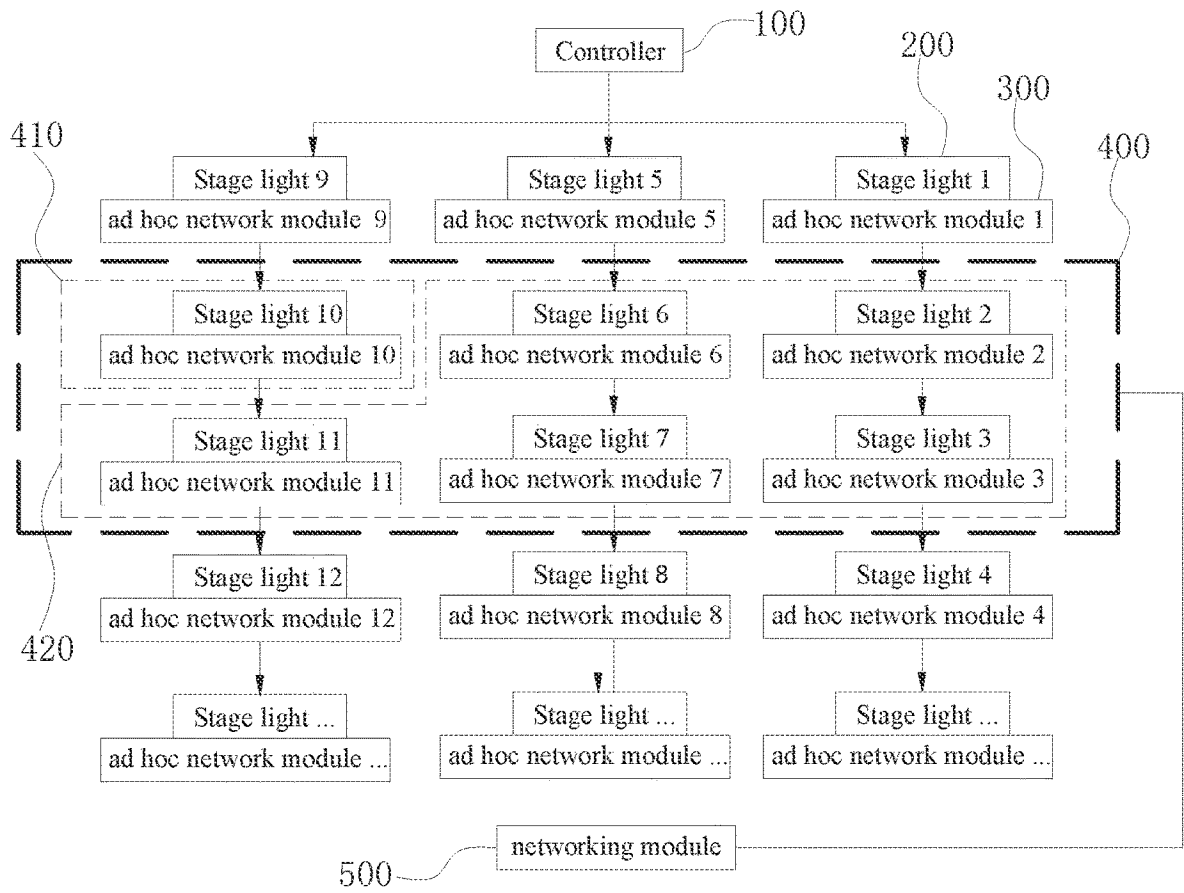 100
Controller
200
300
410
400
Stage light 9
Stage light 5
Stage light 1
ad hoc network module 9
ad hoc network module 5
ad hoc network module 1
Stage light 10
Stage light 6
Stage light 2
ad hoc network module 10
ad hoc network module 6
ad hoc network module 2
Stage light 11
Stage light 7
Stage light 3
ad hoc network module 11
ad hoc network module 7
ad hoc network module 3
Stage light 12
Stage light 8
Stage light 4
ad hoc network module 12
ad hoc network module 8
ad hoc network module 4
420
Stage light ...
Stage light ...
Stage light ...
ad hoc network module ...
ad hoc network module ...
ad hoc network module ...
networking module
500